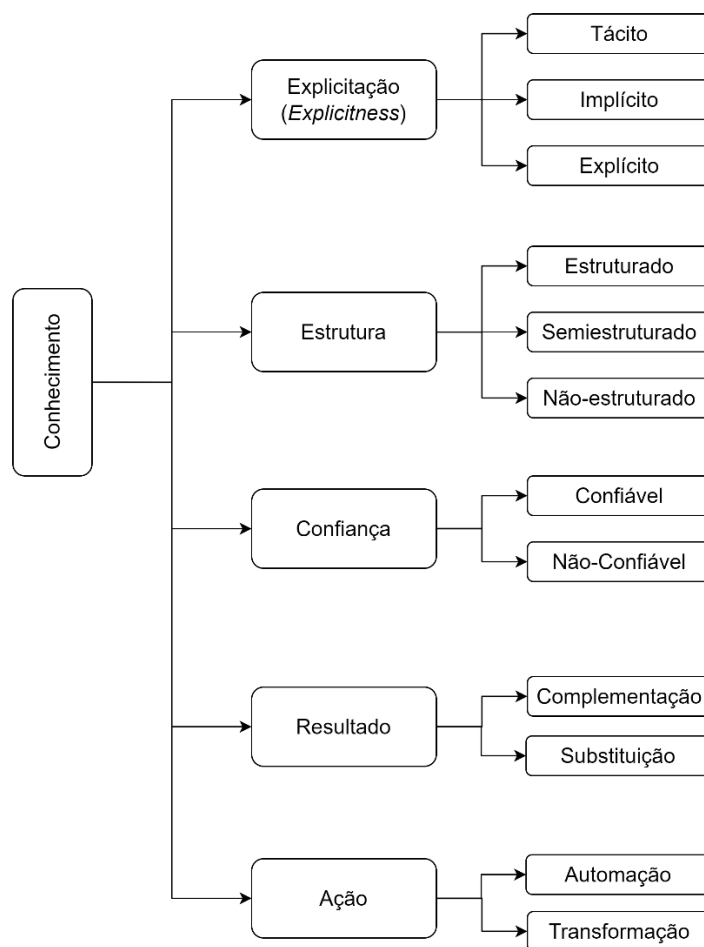 Conhecimento
Explicitação
(Explicitness)
Tácito
Implícito
Explícito
Estrutura
Estruturado
Semiestruturado
Não-estruturado
Confiança
Confiável
Não-Confiável
Resultado
Complementação
Substituição
Ação
Automação
Transformação